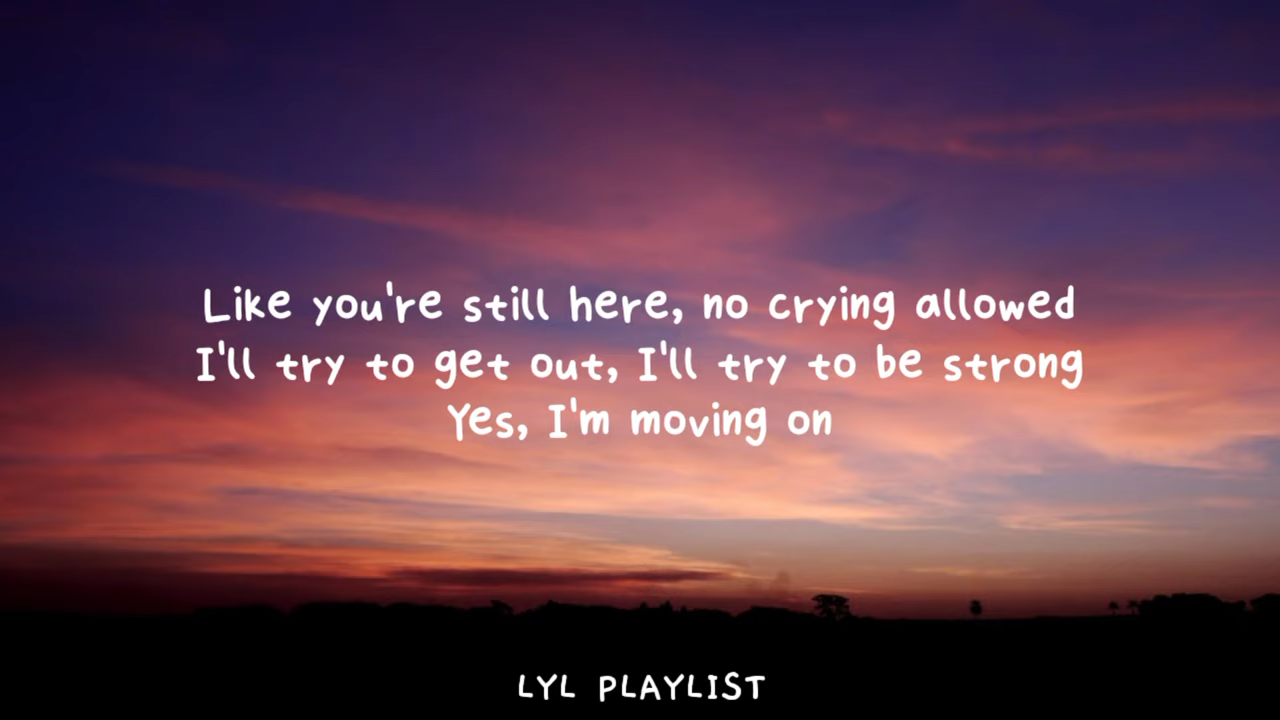 Like you're still here, no crying allowed
I'll try to get out, I'll try to be strong
Yes, I'm moving on
LYL PLAYLIST